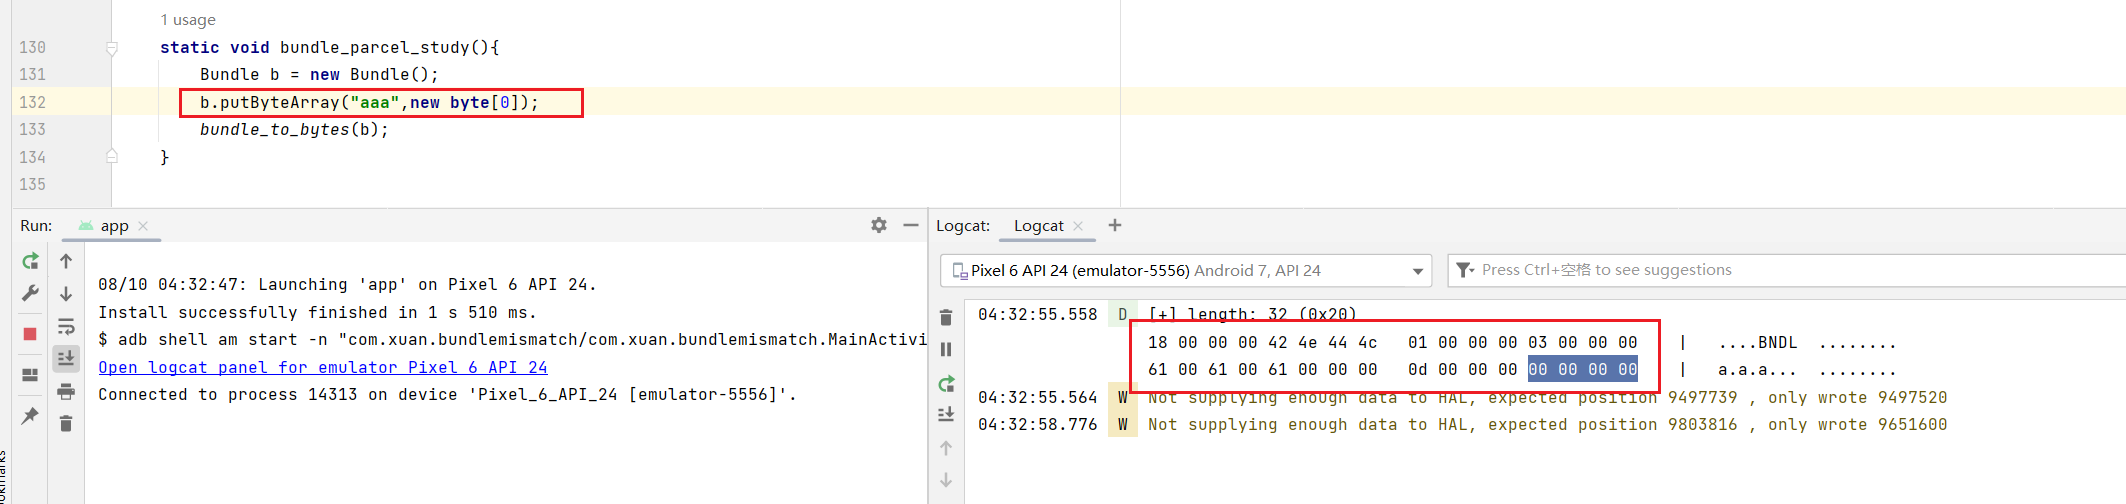 1 usage
130 static void bundle_parcel_study(){
131 Bundle b = new Bundle();
132 b.putByteArray("aaa",new byte[0]);
133 bundle_to_bytes(b);
134 }
135
Run: app
08/10 04:32:47: Launching 'app' on Pixel 6 API 24.
Install successfully finished in 1 s 510 ms.
$ adb shell am start -n "com.xuan.bundlemismatch/com.xuan.bundlemismatch.MainActivi
Open logcat panel for emulator Pixel 6 API 24
Connected to process 14313 on device 'Pixel_6_API_24 [emulator-5556]'.
Logcat: Logcat
Pixel 6 API 24 (emulator-5556) Android 7, API 24
Press Ctrl+空格 to see suggestions
04:32:55.558 D [+] length: 32 (0x20)
18 00 00 00 42 4e 44 4c 01 00 00 00 03 00 00 00 | ....BNDL ........
61 00 61 00 61 00 00 00 0d 00 00 00 00 00 00 00 | a.a.a... ........
04:32:55.564 W Not supplying enough data to HAL, expected position 9497739 , only wrote 9497520
04:32:58.776 W Not supplying enough data to HAL, expected position 9803816 , only wrote 9651600